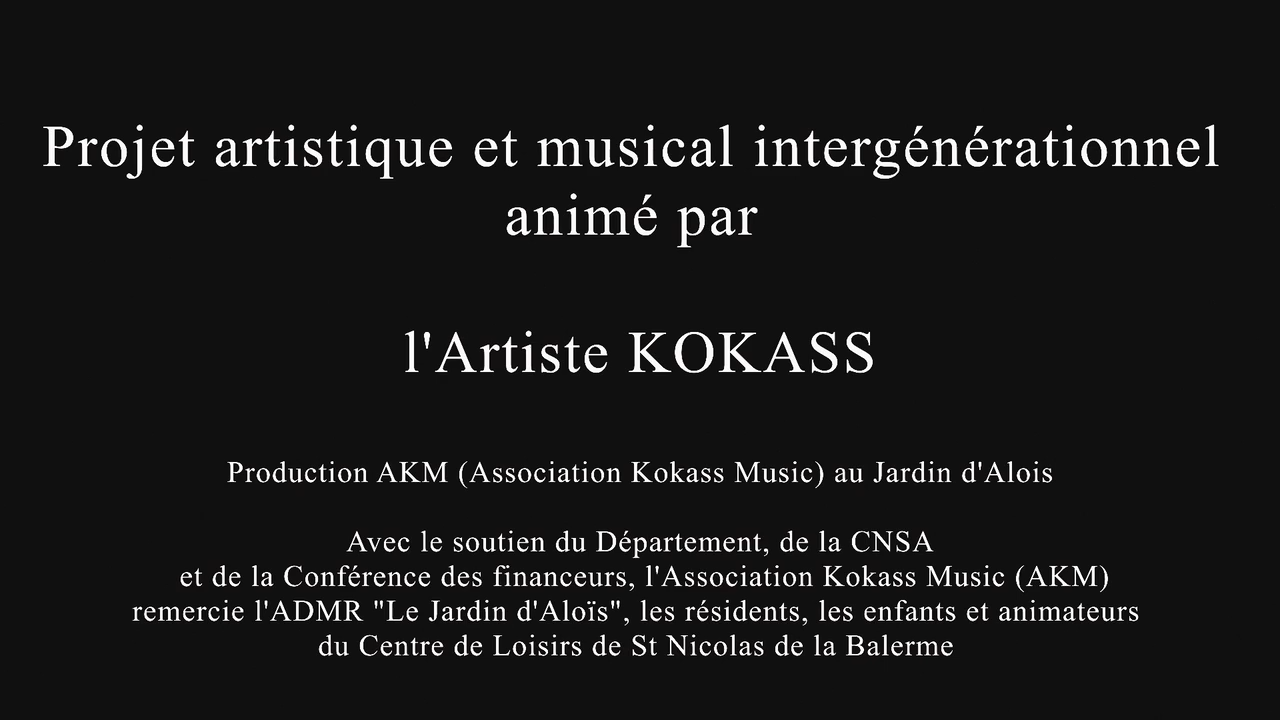 Projet artistique et musical intergénérationnel
animé par
l'Artiste KOKASS
Production AKM (Association Kokass Music) au Jardin d'Alois
Avec le soutien du Département, de la CNSA
et de la Conférence des financeurs, l'Association Kokass Music (AKM)
remercie l'ADMR "Le Jardin d'Aloïs", les résidents, les enfants et animateurs
du Centre de Loisirs de St Nicolas de la Balerme